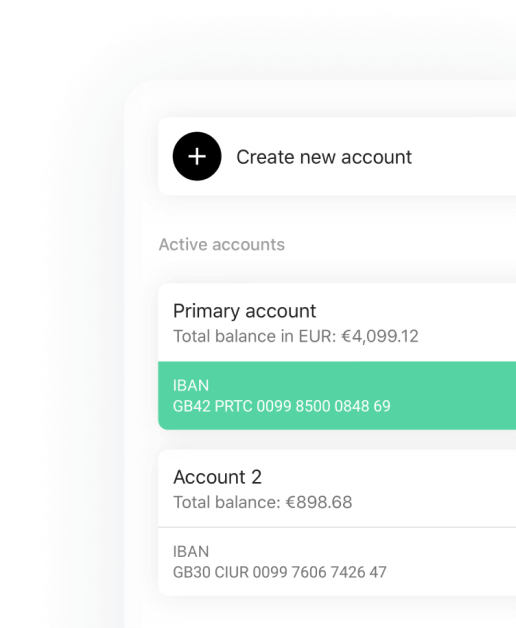 Create new account
Active accounts
Primary account
Total balance in EUR: €4,099.12
IBAN
GB42 PRTC 0099 8500 0848 69
Account 2
Total balance: €898.68
IBAN
GB30 CIUR 0099 7606 7426 47